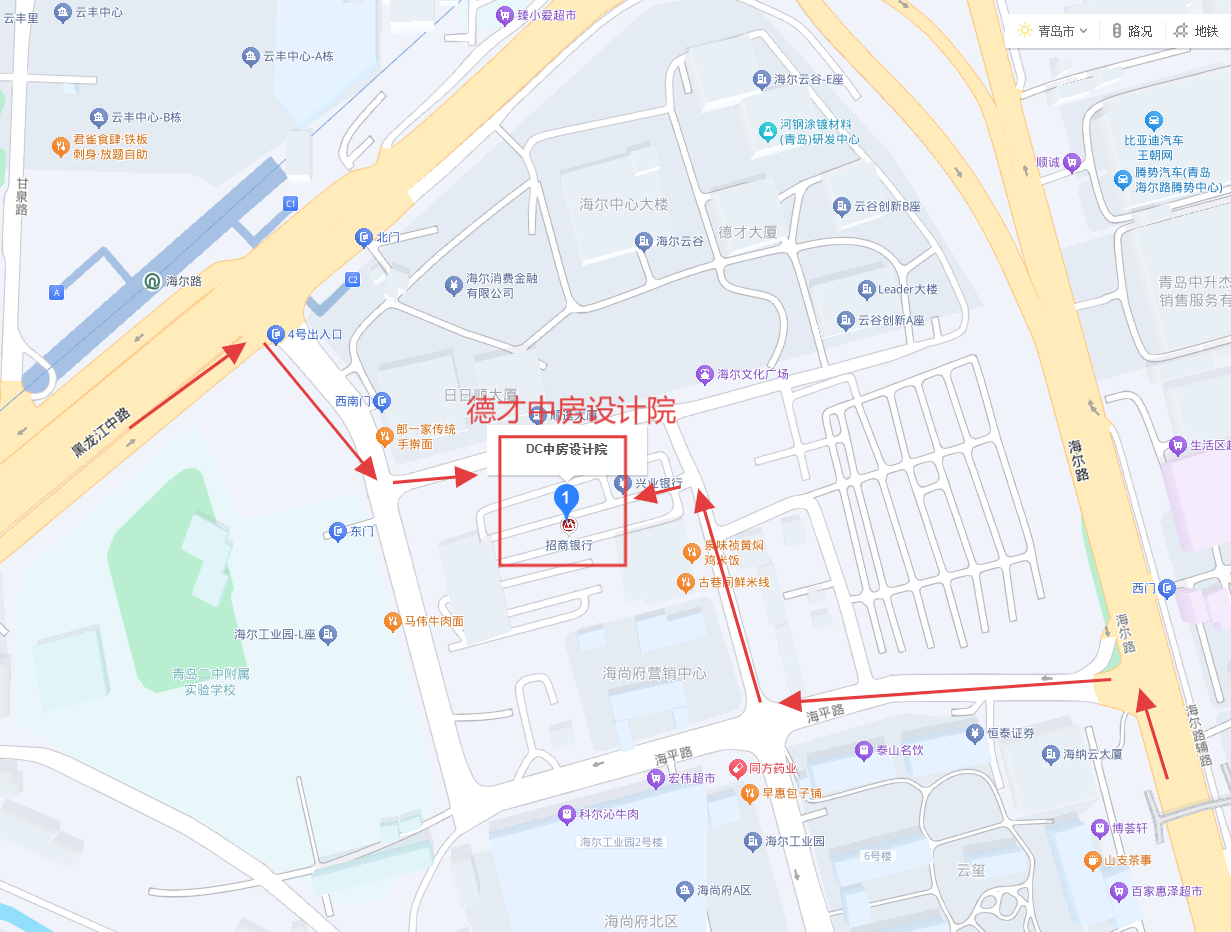 云丰里
云丰中心
臻小爱超市
青岛市
路况
地铁
云丰中心-A栋
海尔云谷-E座
云丰中心-B栋
君雀食肆·铁板
刺身·放题自助
河钢涂镀材料
(青岛)研发中心
比亚迪汽车
王朝网
顺诚
腾势汽车(青岛
海尔路腾势中心)
甘泉路
C1
海尔中心大楼
云谷创新B座
德才大厦
北门
海尔云谷
海尔路
C2
A
海尔消费金融
有限公司
Leader大楼
青岛中升杰
销售服务有
云谷创新A座
4号出入口
海尔文化广场
日日顺大厦
西南门
德才中房设计院
黑龙江中路
郎一家传统
手擀面
海尔路
生活区超
DC中房设计院
兴业银行
1
东门
招商银行
泉味祯黄焖
鸡米饭
古巷间鲜米线
西门
马伟牛肉面
海尔工业园-L座
海尔路
青岛二中附属
实验学校
海尚府营销中心
海平路
海尔路辅路
恒泰证券
海平路
泰山名饮
海纳云大厦
同方药业
宏伟超市
早惠包子铺
科尔沁牛肉
海尔工业园2号楼
海尔工业园
博荟轩
6号楼
山支茶事
云玺
海尚府A区
百家惠泽超市
海尚府北区